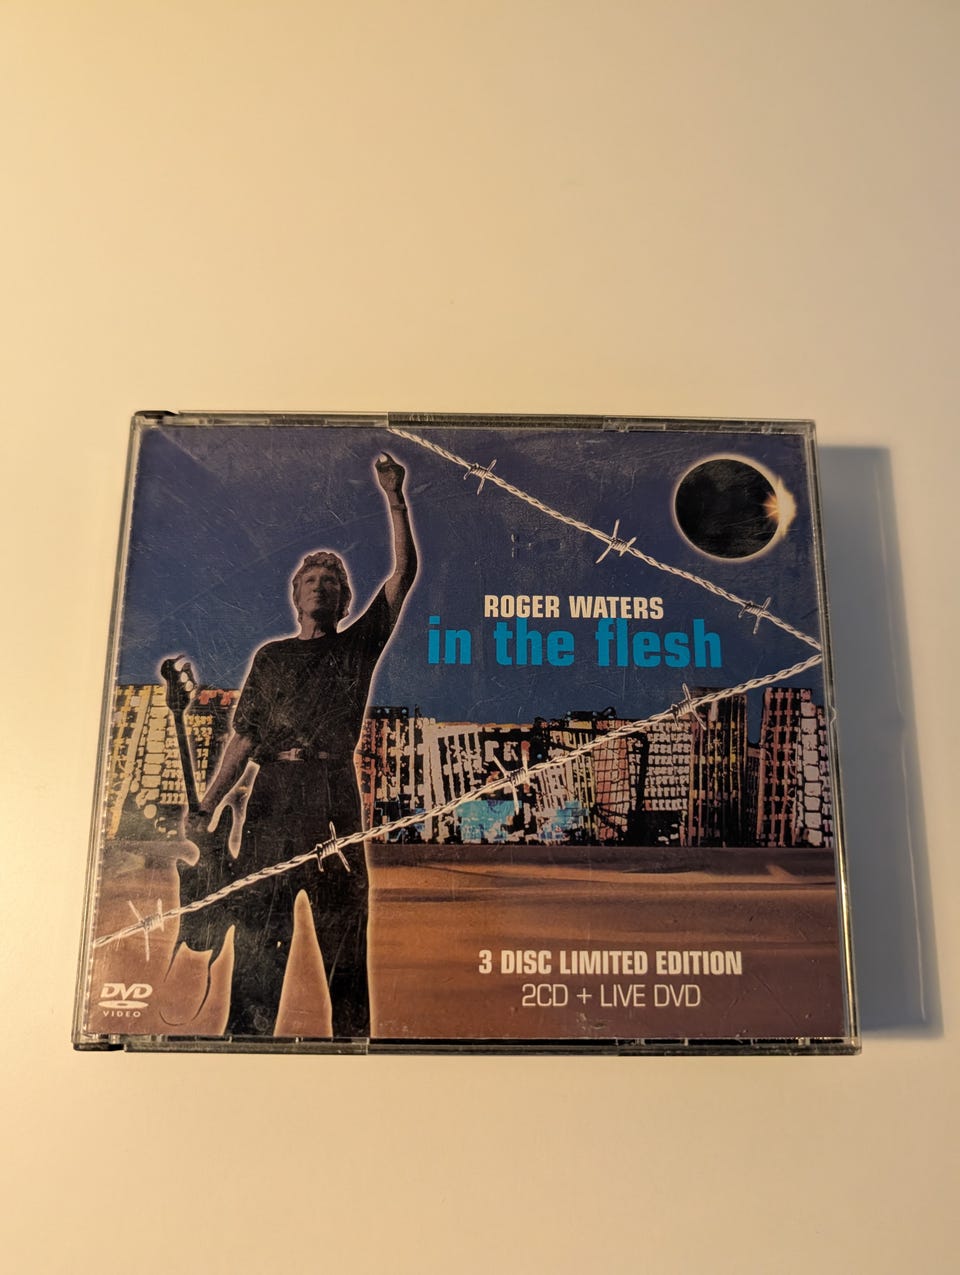 ROGER WATERS
in the flesh
3 DISC LIMITED EDITION
2CD + LIVE DVD
DVD
VIDEO